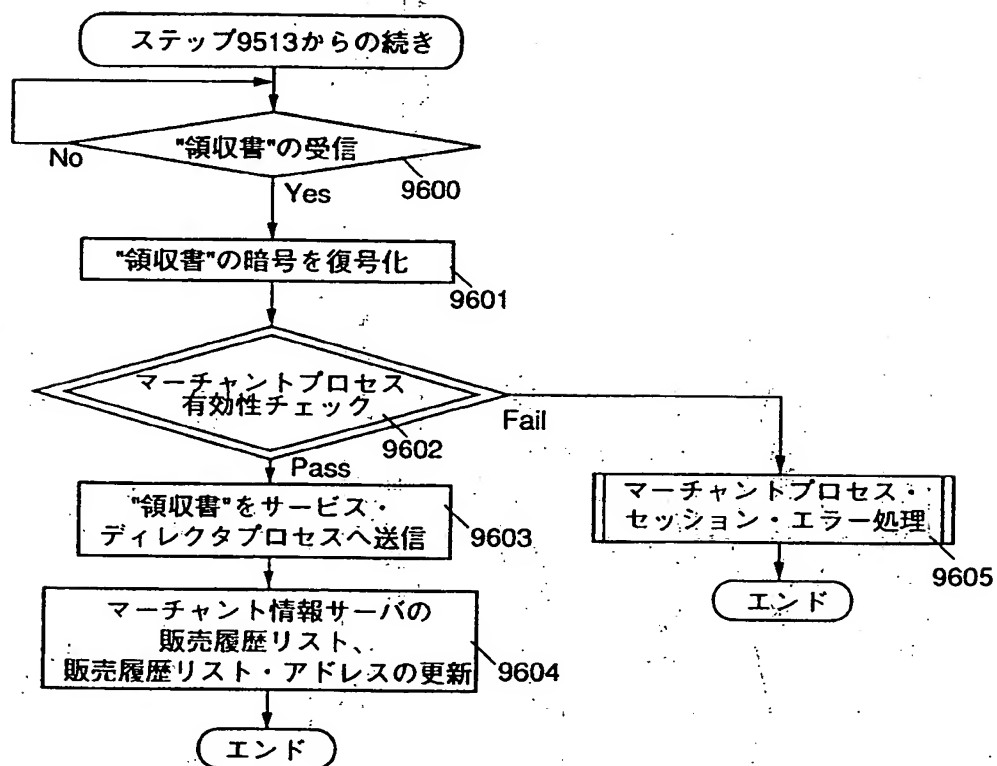 ステップ9513からの続き
"領収書"の受信
No
9600
Yes
"領収書"の暗号を復号化
9601
マーチャントプロセス
有効性チェック
9602
Fail
Pass
"領収書"をサービス・
ディレクタプロセスへ送信
9603
マーチャントプロセス・
セッション・エラー処理
9605
エンド
マーチャント情報サーバの
販売履歴リスト、
販売履歴リスト・アドレスの更新
9604
エンド